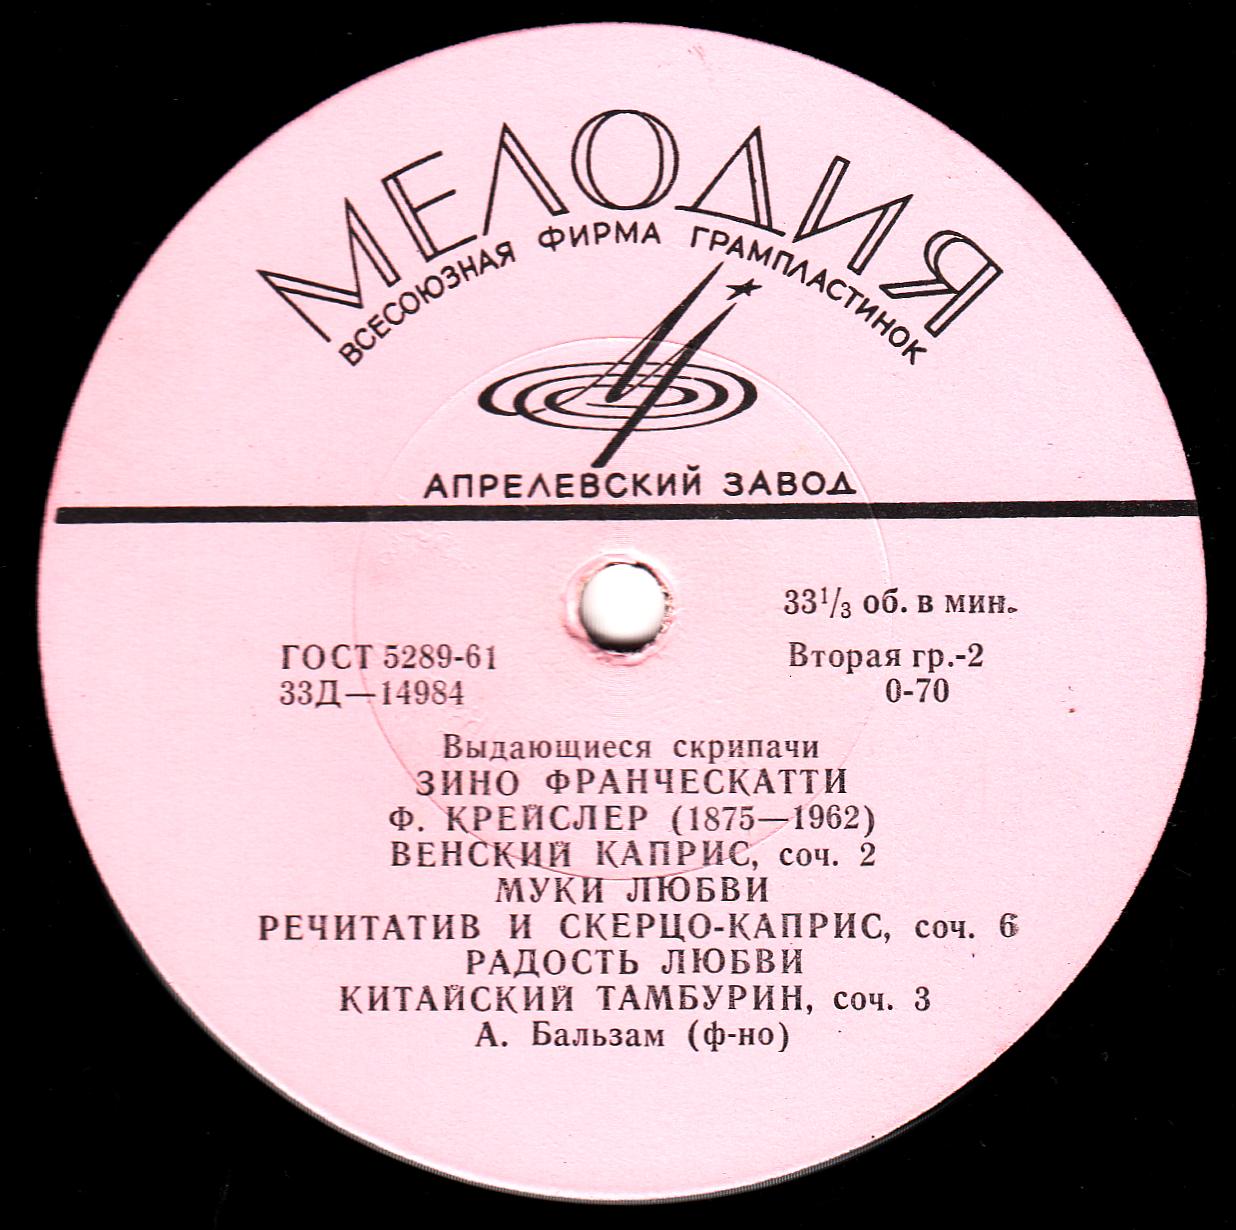 МЕЛОДИЯ
ВСЕСОЮЗНАЯ ФИРМА ГРАМПЛАСТИНОК
АПРЕЛЕВСКИЙ ЗАВОД
33 1/3 об. в мин.
ГОСТ 5289-61
Вторая гр.-2
33Д—14984
0-70
Выдающиеся скрипачи
ЗИНО ФРАНЧЕСКАТТИ
Ф. КРЕЙСЛЕР (1875—1962)
ВЕНСКИЙ КАПРИС, соч. 2
МУКИ ЛЮБВИ
РЕЧИТАТИВ И СКЕРЦО-КАПРИС, соч. 6
РАДОСТЬ ЛЮБВИ
КИТАЙСКИЙ ТАМБУРИН, соч. 3
А. Бальзам (ф-но)